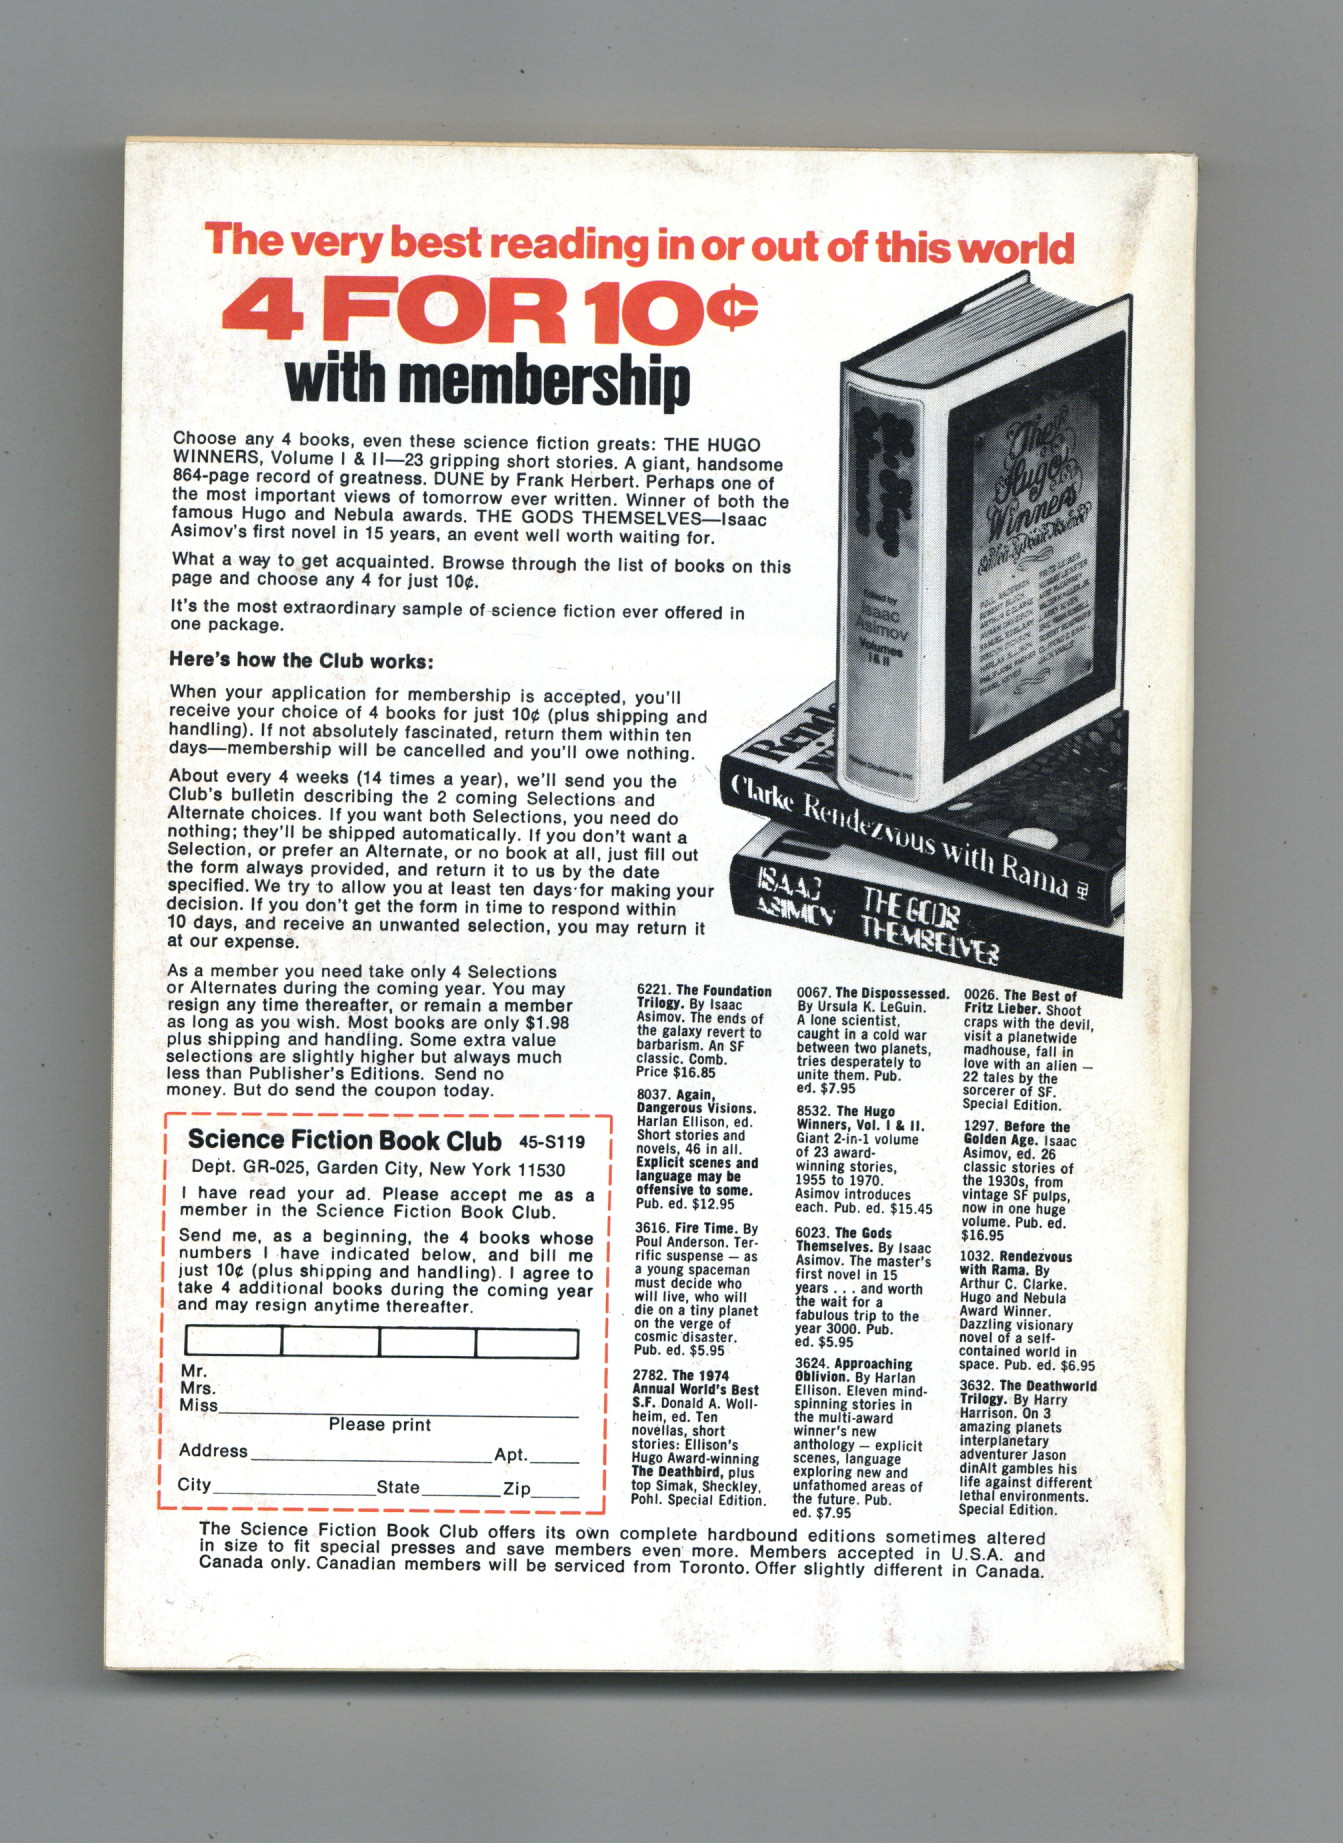 The very best reading in or out of this world
4 FOR 10¢
with membership
Choose any 4 books, even these science fiction greats: THE HUGO
WINNERS, Volume I & II—23 gripping short stories. A giant, handsome
864-page record of greatness. DUNE by Frank Herbert. Perhaps one of
the most important views of tomorrow ever written. Winner of both the
famous Hugo and Nebula awards. THE GODS THEMSELVES—Isaac
Asimov's first novel in 15 years, an event well worth waiting for.
What a way to get acquainted. Browse through the list of books on this
page and choose any 4 for just 10¢.
It's the most extraordinary sample of science fiction ever offered in
one package.
Here's how the Club works:
When your application for membership is accepted, you'll
receive your choice of 4 books for just 10¢ (plus shipping and
handling). If not absolutely fascinated, return them within ten
days—membership will be cancelled and you'll owe nothing.
About every 4 weeks (14 times a year), we'll send you the
Club's bulletin describing the 2 coming Selections and
Alternate choices. If you want both Selections, you need do
nothing; they'll be shipped automatically. If you don't want a
Selection, or prefer an Alternate, or no book at all, just fill out
the form always provided, and return it to us by the date
specified. We try to allow you at least ten days for making your
decision. If you don't get the form in time to respond within
10 days, and receive an unwanted selection, you may return it
at our expense.
As a member you need take only 4 Selections
or Alternates during the coming year. You may
resign any time thereafter, or remain a member
as long as you wish. Most books are only $1.98
plus shipping and handling. Some extra value
selections are slightly higher but always much
less than Publisher's Editions. Send no
money. But do send the coupon today.
Science Fiction Book Club 45-S119
Dept. GR-025, Garden City, New York 11530
I have read your ad. Please accept me as a
member in the Science Fiction Book Club.
Send me, as a beginning, the 4 books whose
numbers I have indicated below, and bill me
just 10¢ (plus shipping and handling). I agree to
take 4 additional books during the coming year
and may resign anytime thereafter.
Mr.
Mrs.
Miss
Please print
Address Apt.
City State Zip
The Hugo Winners
Edited by Isaac Asimov
The
Hugo
Winners
Edited by
Isaac
Asimov
Volumes
I & II
Clarke Rendezvous with Rama
ISAAC
ASIMOV
THE GODS
THEMSELVES
6221. The Foundation
Trilogy. By Isaac
Asimov. The ends of
the galaxy revert to
barbarism. An SF
classic. Comb.
Price $16.85
8037. Again,
Dangerous Visions.
Harlan Ellison, ed.
Short stories and
novels, 46 in all.
Explicit scenes and
language may be
offensive to some.
Pub. ed. $12.95
3616. Fire Time. By
Poul Anderson. Ter-
rific suspense — as
a young spaceman
must decide who
will live, who will
die on a tiny planet
on the verge of
cosmic disaster.
Pub. ed. $5.95
2782. The 1974
Annual World's Best
S.F. Donald A. Woll-
heim, ed. Ten
novellas, short
stories: Ellison's
Hugo Award-winning
The Deathbird, plus
top Simak, Sheckley,
Pohl. Special Edition.
0067. The Dispossessed.
By Ursula K. LeGuin.
A lone scientist,
caught in a cold war
between two planets,
tries desperately to
unite them. Pub.
ed. $7.95
8532. The Hugo
Winners, Vol. I & II.
Giant 2-in-1 volume
of 23 award-
winning stories,
1955 to 1970.
Asimov introduces
each. Pub. ed. $15.45
6023. The Gods
Themselves. By Isaac
Asimov. The master's
first novel in 15
years . . . and worth
the wait for a
fabulous trip to the
year 3000. Pub.
ed. $5.95
3624. Approaching
Oblivion. By Harlan
Ellison. Eleven mind-
spinning stories in
the multi-award
winner's new
anthology — explicit
scenes, language
exploring new and
unfathomed areas of
the future. Pub.
ed. $7.95
0026. The Best of
Fritz Lieber. Shoot
craps with the devil,
visit a planetwide
madhouse, fall in
love with an alien —
22 tales by the
sorcerer of SF.
Special Edition.
1297. Before the
Golden Age. Isaac
Asimov, ed. 26
classic stories of
the 1930s, from
vintage SF pulps,
now in one huge
volume. Pub. ed.
$16.95
1032. Rendezvous
with Rama. By
Arthur C. Clarke.
Hugo and Nebula
Award Winner.
Dazzling visionary
novel of a self-
contained world in
space. Pub. ed. $6.95
3632. The Deathworld
Trilogy. By Harry
Harrison. On 3
amazing planets
interplanetary
adventurer Jason
dinAlt gambles his
life against different
lethal environments.
Special Edition.
The Science Fiction Book Club offers its own complete hardbound editions sometimes altered
in size to fit special presses and save members even more. Members accepted in U.S.A. and
Canada only. Canadian members will be serviced from Toronto. Offer slightly different in Canada.